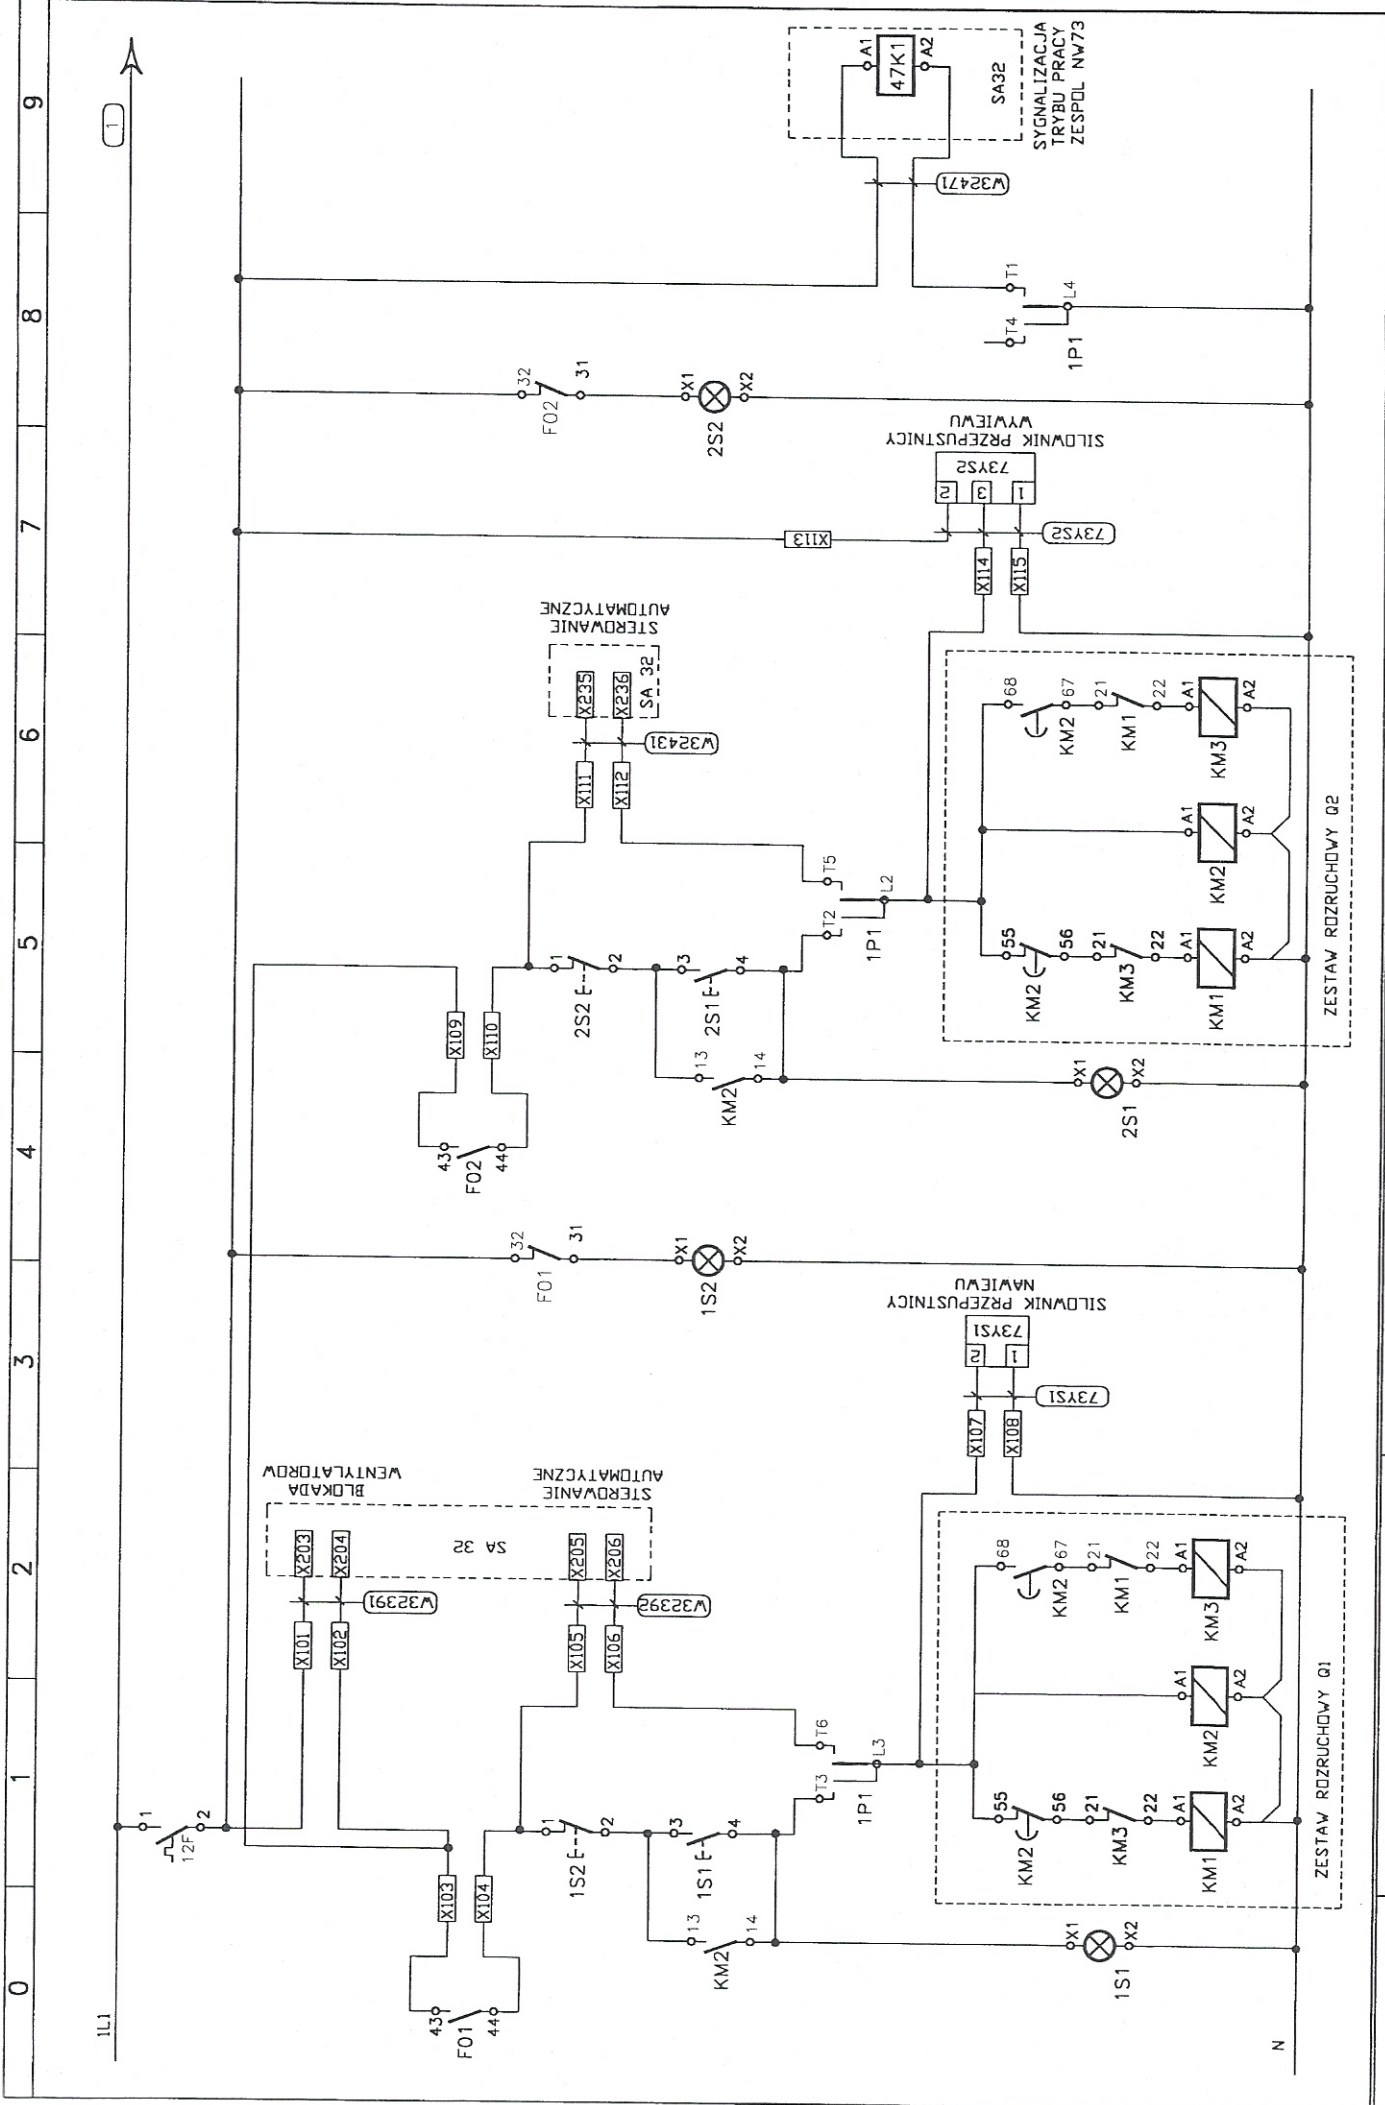 0
1
2
3
4
5
6
7
8
9
1L1
1
1
2
12F
X101
X102
W32391
X203
X204
BLOKADA
WENTYLATOROW
SA 32
X205
X206
STEROWANIE
AUTOMATYCZNE
W32392
X105
X106
X103
X104
43
44
FO1
1
2
1S2
3
4
1S1
13
14
KM2
T3
T6
L3
1P1
X1
X2
1S1
55
56
KM2
21
22
KM3
A1
A2
KM1
A1
A2
KM2
68
67
KM2
21
22
KM1
A1
A2
KM3
ZESTAW ROZRUCHOWY Q1
X107
X108
73YS1
2
1
73YS1
SILOWNIK PRZEPUSTNICY
NAWIEWU
32
31
FO1
X1
X2
1S2
43
44
FO2
X109
X110
1
2
2S2
3
4
2S1
13
14
KM2
X111
X112
W32431
X235
X236
SA 32
STEROWANIE
AUTOMATYCZNE
T2
T5
L2
1P1
X1
X2
2S1
55
56
KM2
21
22
KM3
A1
A2
KM1
A1
A2
KM2
68
67
KM2
21
22
KM1
A1
A2
KM3
ZESTAW ROZRUCHOWY Q2
X113
X114
X115
73YS2
2
3
1
73YS2
SILOWNIK PRZEPUSTNICY
WYWIEWU
32
31
FO2
X1
X2
2S2
T4
T1
L4
1P1
W32471
A1
A2
47K1
SA32
SYGNALIZACJA
TRYBU PRACY
ZESPOL NW73
N